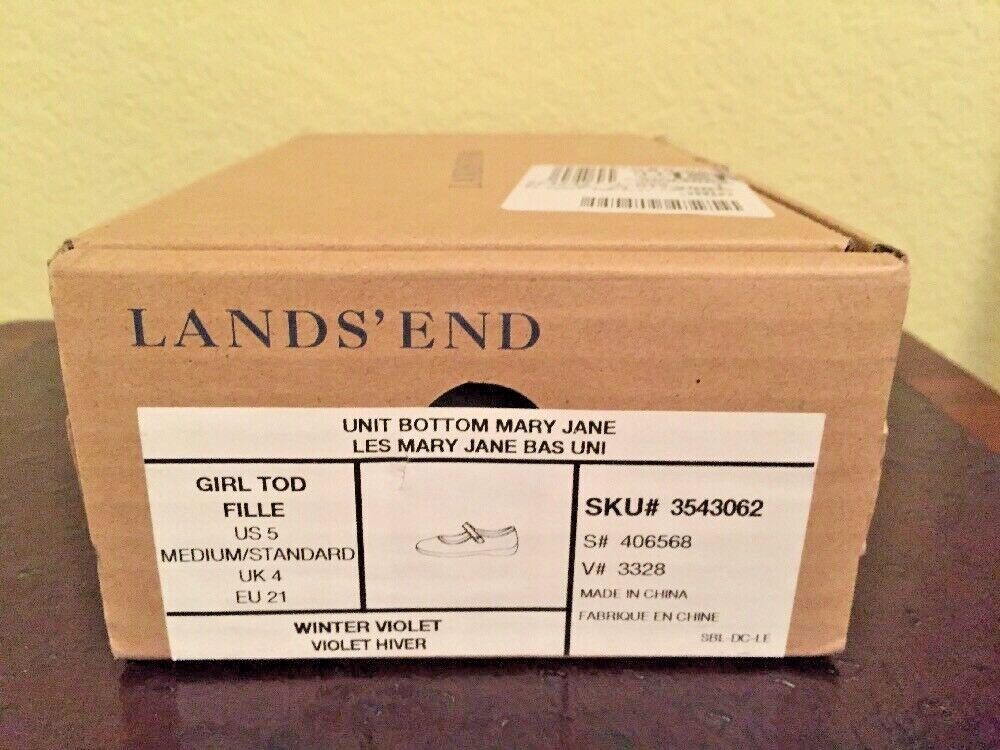 LANDS' END
UNIT BOTTOM MARY JANE
LES MARY JANE BAS UNI
GIRL TOD
FILLE
US 5
MEDIUM/STANDARD
UK 4
EU 21
WINTER VIOLET
VIOLET HIVER
SKU# 3543062
S# 406568
V# 3328
MADE IN CHINA
FABRIQUE EN CHINE
SBL-DC-LE